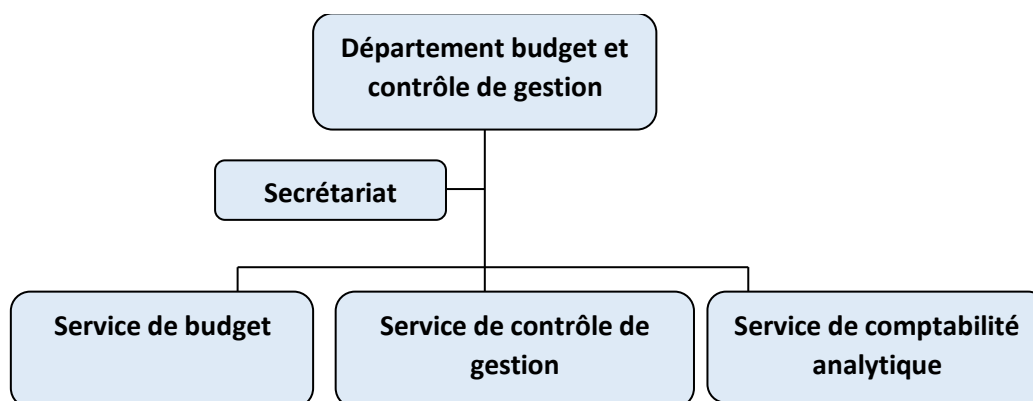 Département budget et
contrôle de gestion
Secrétariat
Service de budget
Service de contrôle de
gestion
Service de comptabilité
analytique